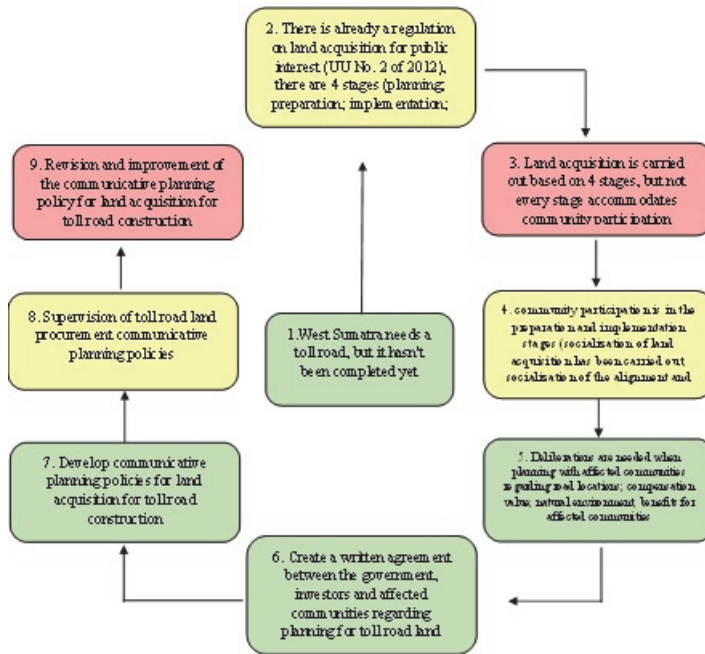 2. There is already a regulation
on land acquisition for public
interest (UU No. 2 of 2012),
there are 4 stages (planning;
preparation; implementation;
9. Revision and improvement of
the communicative planning
policy for land acquisition for
toll road construction
3. Land acquisition is carried
out based on 4 stages, but not
every stage accommodates
community participation
8. Supervision of toll road land
procurement communicative
planning policies
1.West Sumatra needs a
toll road, but it hasn't
been completed yet
4. community participation is in the
preparation and implementation
stages (socialisation of land
acquisition has been carried out,
socialisation of the alignment and
7. Develop communicative
planning policies for land
acquisition for toll road
construction
5. Deliberations are needed when
planning with affected communities
regarding road locations; compensation
value; natural environment; benefit for
affected communities
6. Create a written agreement
between the government,
investors and affected
communities regarding
planning for toll road land